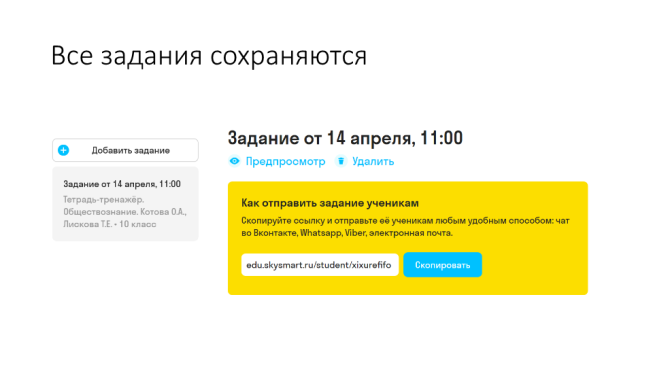 Все задания сохраняются
Добавить задание
Задание от 14 апреля, 11:00
Тетрадь-тренажёр.
Обществознание. Котова О.А.,
Лискова Т.Е. • 10 класс
Задание от 14 апреля, 11:00
Предпросмотр
Удалить
Как отправить задание ученикам
Скопируйте ссылку и отправьте её ученикам любым удобным способом: чат
во Вконтакте, Whatsapp, Viber, электронная почта.
edu.skysmart.ru/student/xixurefifo
Скопировать